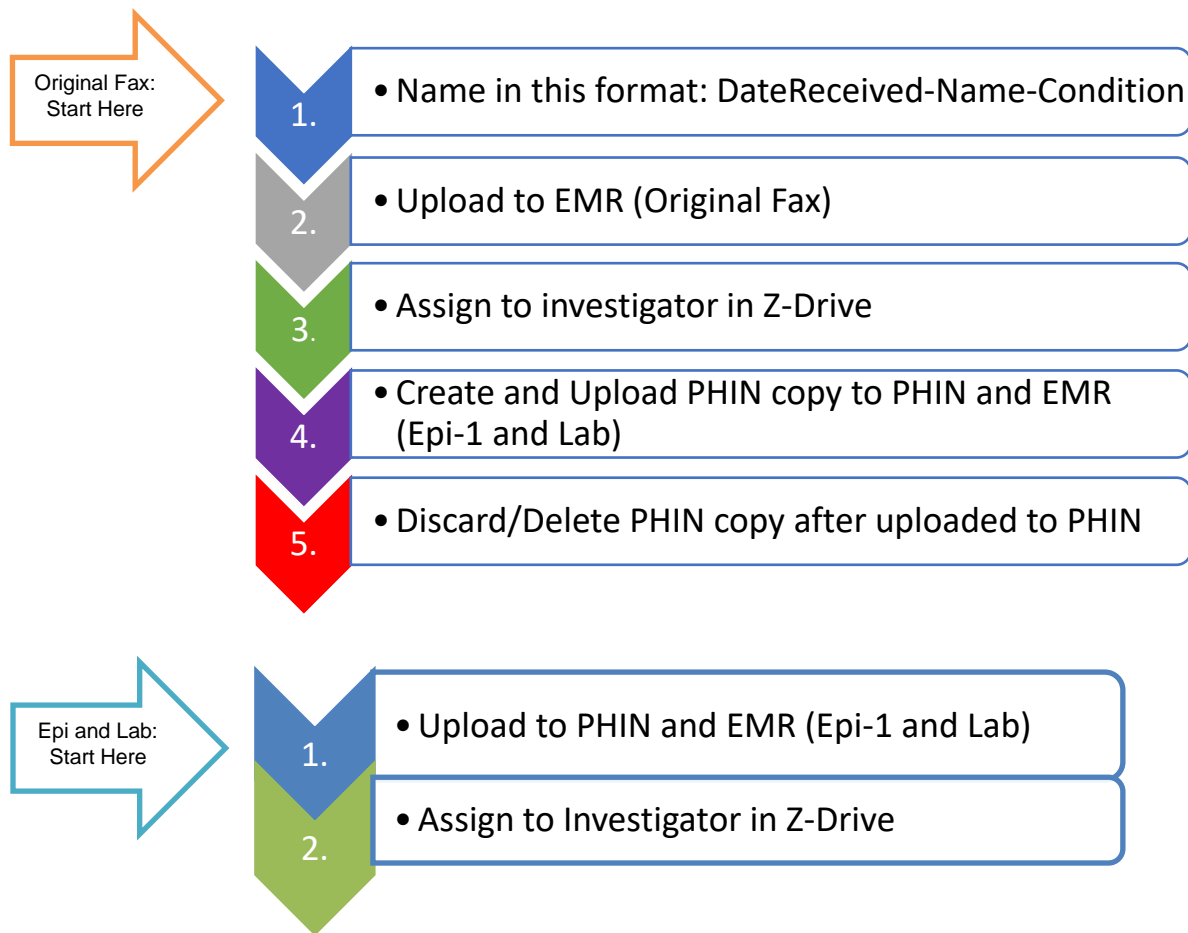 Original Fax:
Start Here
1.
• Name in this format: DateReceived-Name-Condition
2.
• Upload to EMR (Original Fax)
3.
• Assign to investigator in Z-Drive
4.
• Create and Upload PHIN copy to PHIN and EMR
(Epi-1 and Lab)
5.
• Discard/Delete PHIN copy after uploaded to PHIN
Epi and Lab:
Start Here
1.
• Upload to PHIN and EMR (Epi-1 and Lab)
2.
• Assign to Investigator in Z-Drive